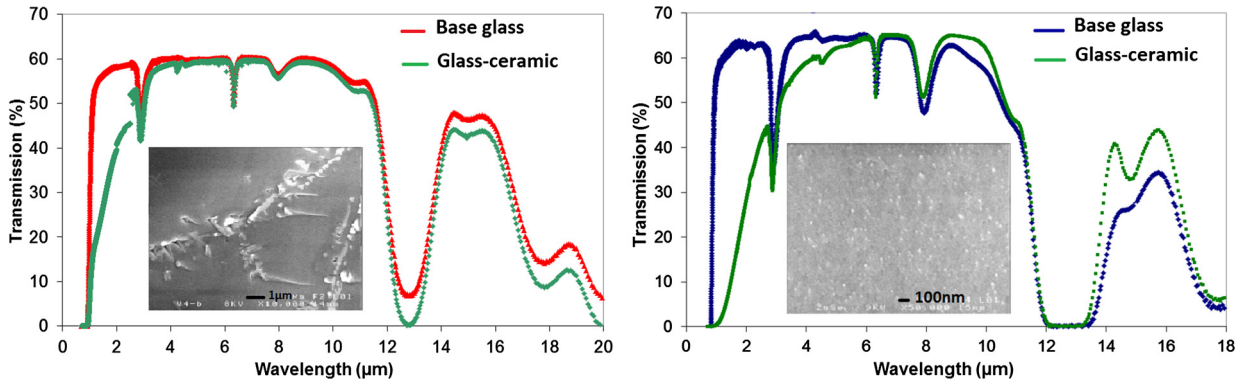 Transmission (%)
70
60
50
40
30
20
10
0
Base glass
Glass-ceramic
1μm
8KV
0 2 4 6 8 10 12 14 16 18 20
Wavelength (μm)
Transmission (%)
70
60
50
40
30
20
10
0
Base glass
Glass-ceramic
100nm
0 2 4 6 8 10 12 14 16 18
Wavelength (μm)